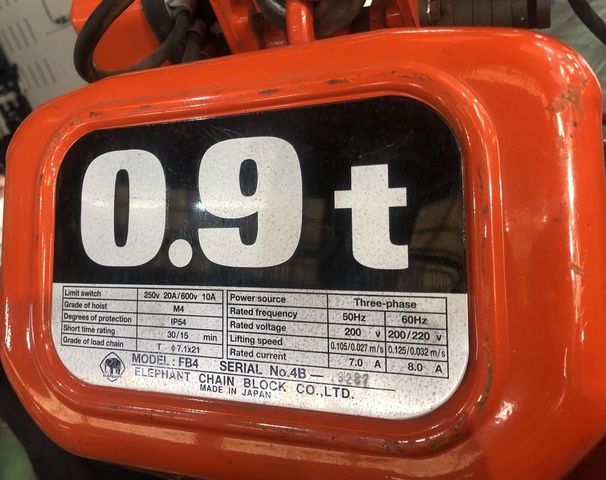 0.9 t
Limit switch 250v 20A/600v 10A
Grade of hoist M4
Degrees of protection IP54
Short time rating 30/15 min
Grade of load chain T φ7.1x21
Power source Three-phase
Rated frequency 50Hz 60Hz
Rated voltage 200 v 200/220 v
Lifting speed 0.105/0.027 m/s 0.125/0.032 m/s
Rated current 7.0 A 8.0 A
MODEL: FB4 SERIAL No.4B-
ELEPHANT CHAIN BLOCK CO.,LTD.
MADE IN JAPAN